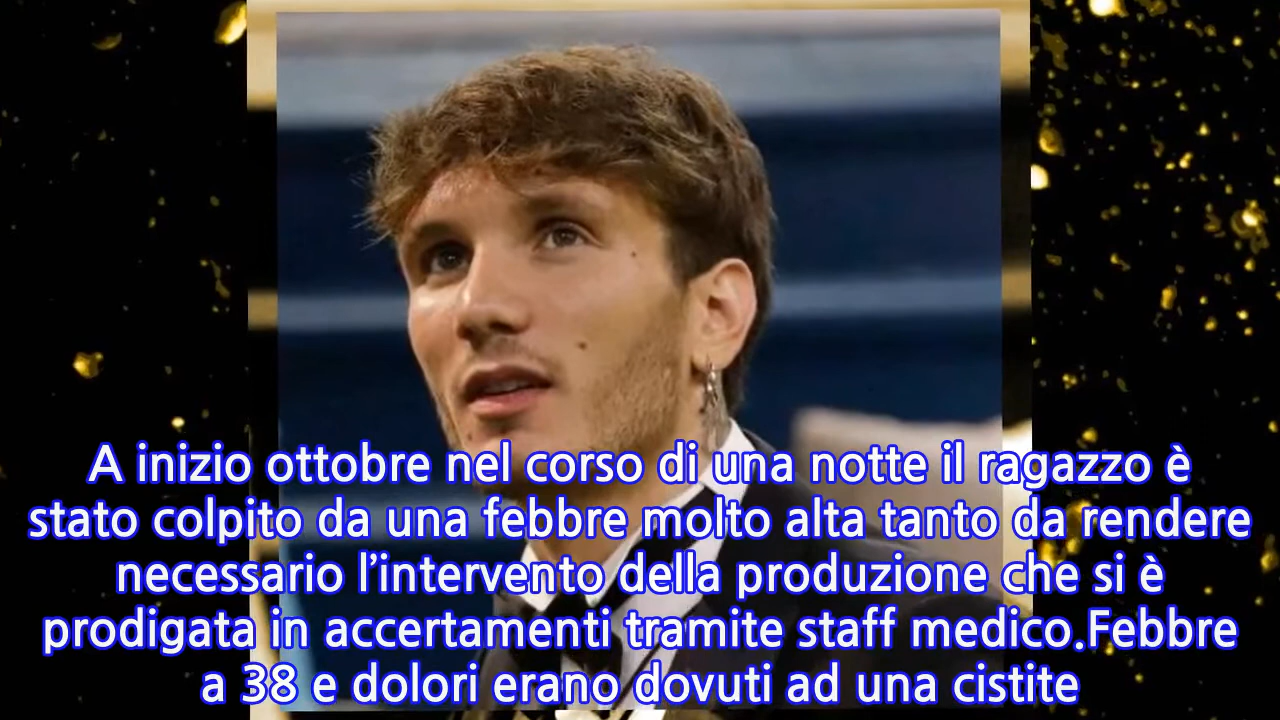 A inizio ottobre nel corso di una notte il ragazzo è
stato colpito da una febbre molto alta tanto da rendere
necessario l’intervento della produzione che si è
prodigata in accertamenti tramite staff medico.Febbre
a 38 e dolori erano dovuti ad una cistite